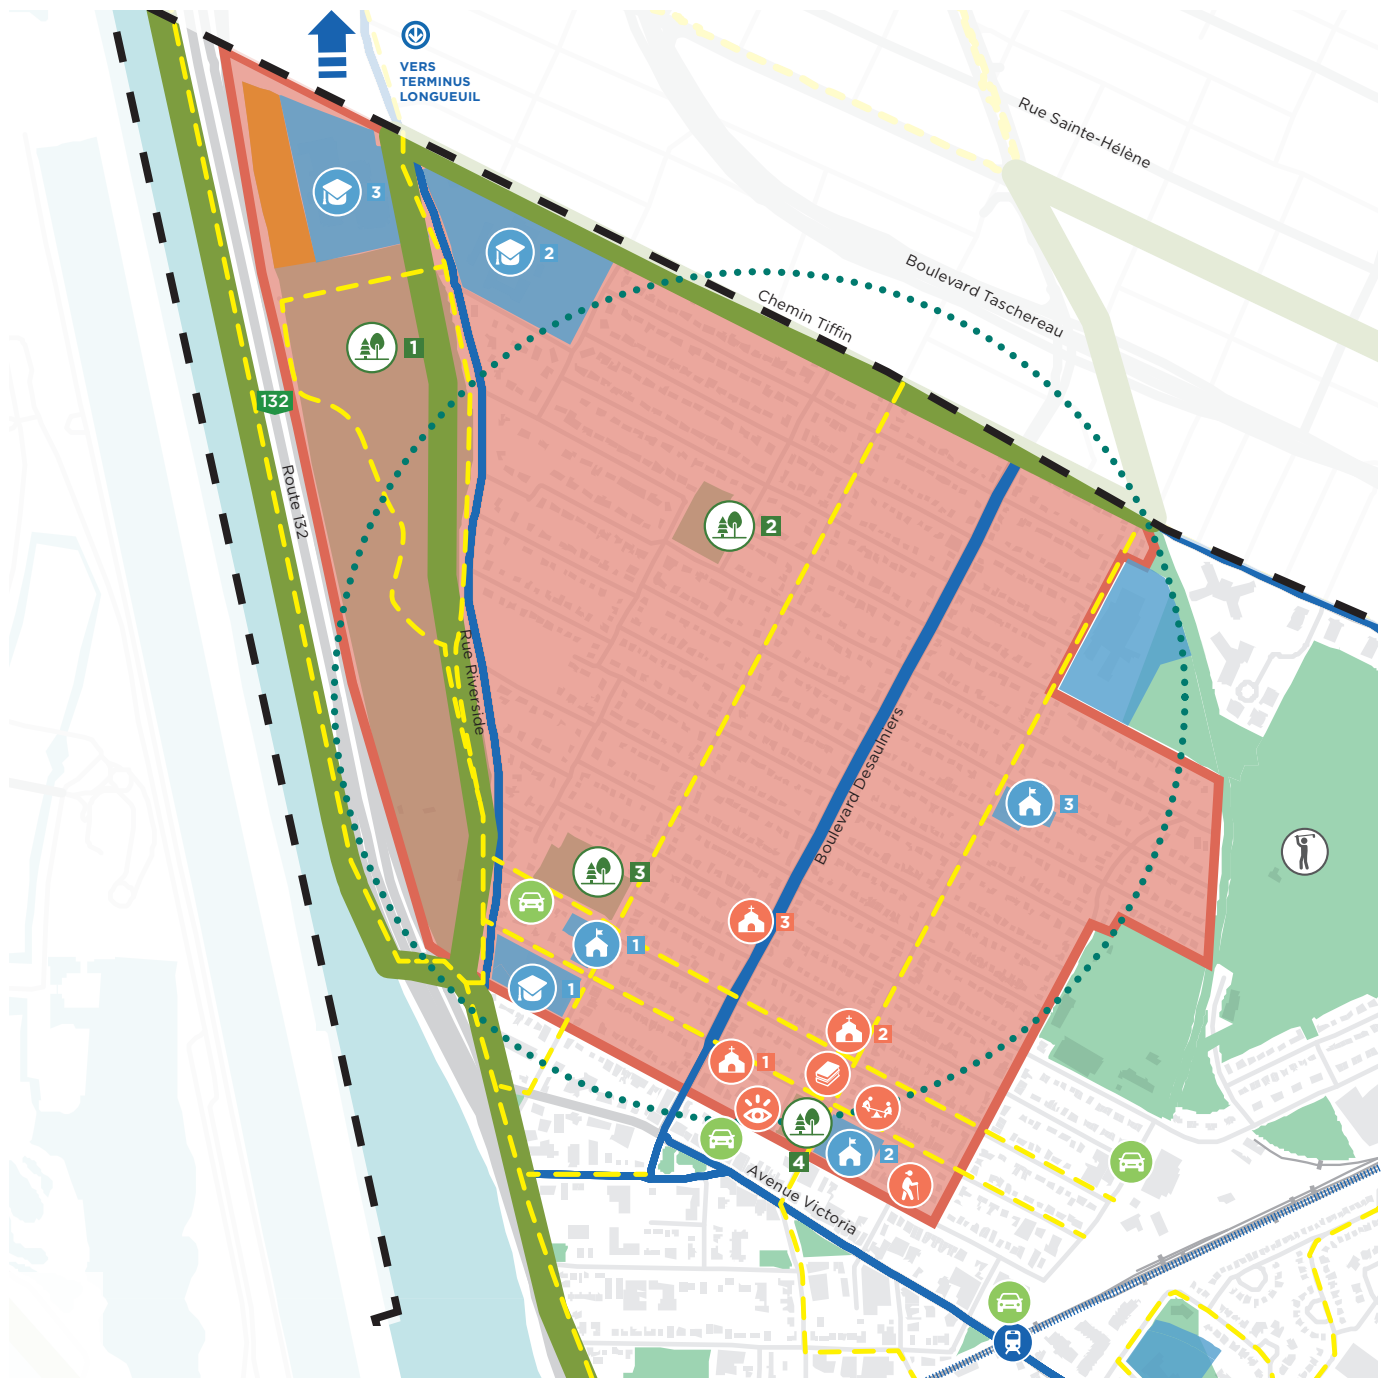 VERS
TERMINUS
LONGUEUIL
Rue Sainte-Hélène
3
2
Boulevard Taschereau
Chemin Tiffin
1
132
Route 132
2
Rue Riverside
Boulevard Desaulniers
3
3
3
1
1
2
1
2
4
Avenue Victoria